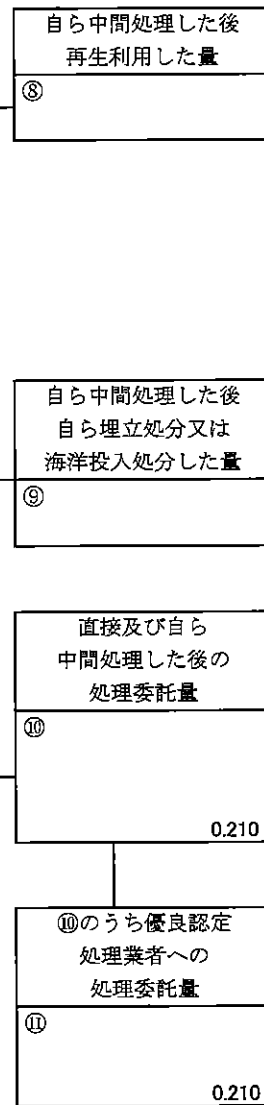 自ら中間処理した後
再生利用した量
⑧
自ら中間処理した後
自ら埋立処分又は
海洋投入処分した量
⑨
直接及び自ら
中間処理した後の
処理委託量
⑩
0.210
⑩のうち優良認定
処理業者への
処理委託量
⑪
0.210